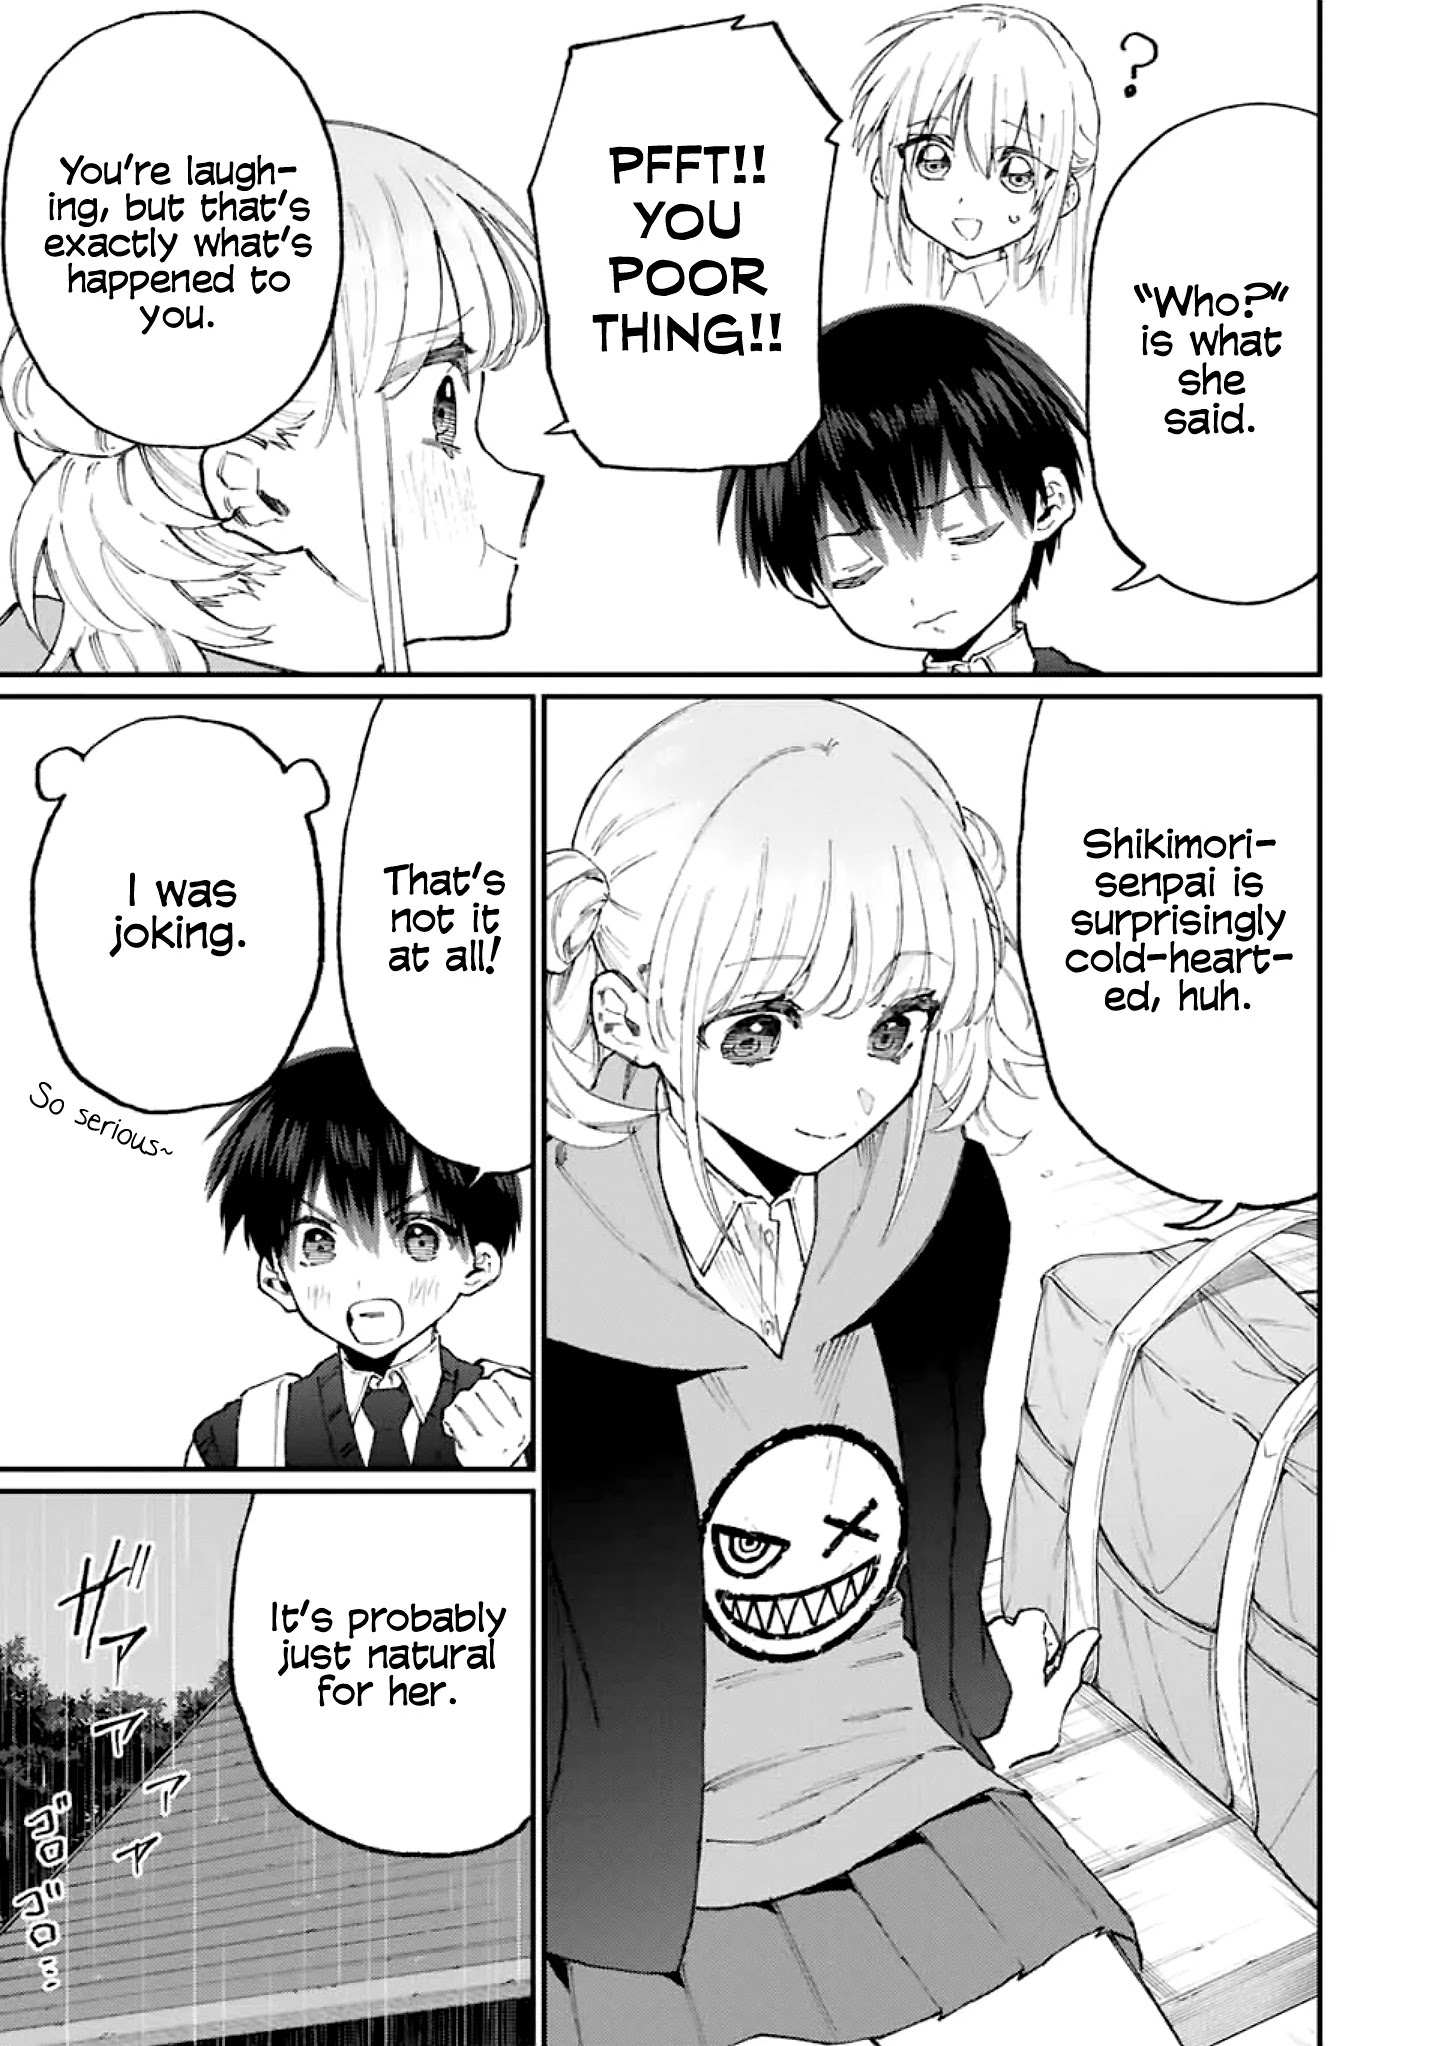 ?
"Who?"
is what
she
said.
PFFT!!
YOU
POOR
THING!!
You're laugh-
ing, but that's
exactly what's
happened to
you.
Shikimori-
senpai is
surprisingly
cold-heart-
ed, huh.
That's
not it
at all!
I was
joking.
So serious~
It's probably
just natural
for her.
ザァアァァ
ゴロゴロ…